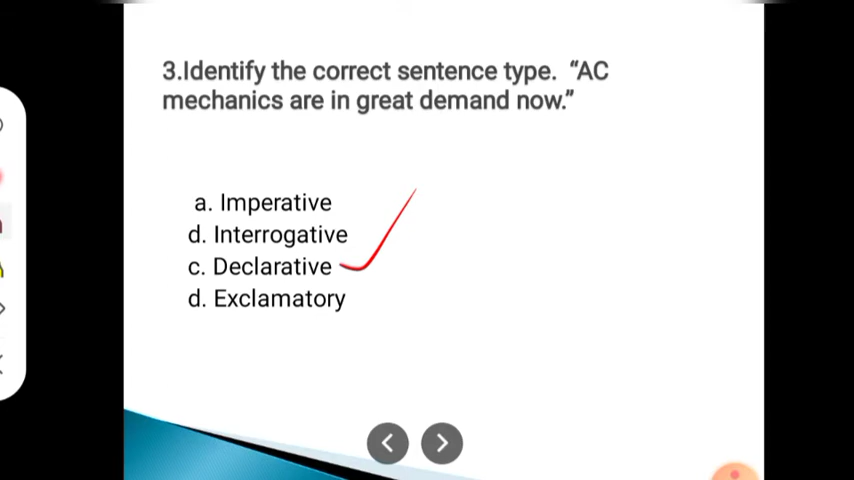 3.Identify the correct sentence type.  “AC
mechanics are in great demand now.”
a. Imperative
d. Interrogative
c. Declarative
d. Exclamatory